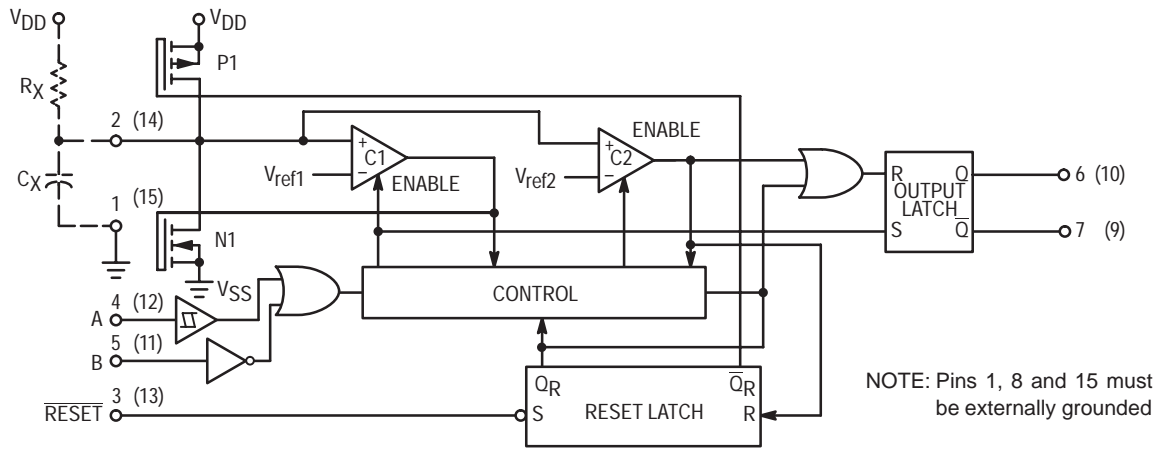 VDD
VDD
RX
P1
2 (14)
CX
+
C1
−
Vref1
ENABLE
ENABLE
+
C2
−
Vref2
R
Q
OUTPUT
LATCH
S
Q̅
6 (10)
7 (9)
1 (15)
N1
VSS
4 (12)
A
5 (11)
B
CONTROL
3 (13)
R̅E̅S̅E̅T̅
QR
Q̅R
S
RESET LATCH
R
NOTE: Pins 1, 8 and 15 must
be externally grounded